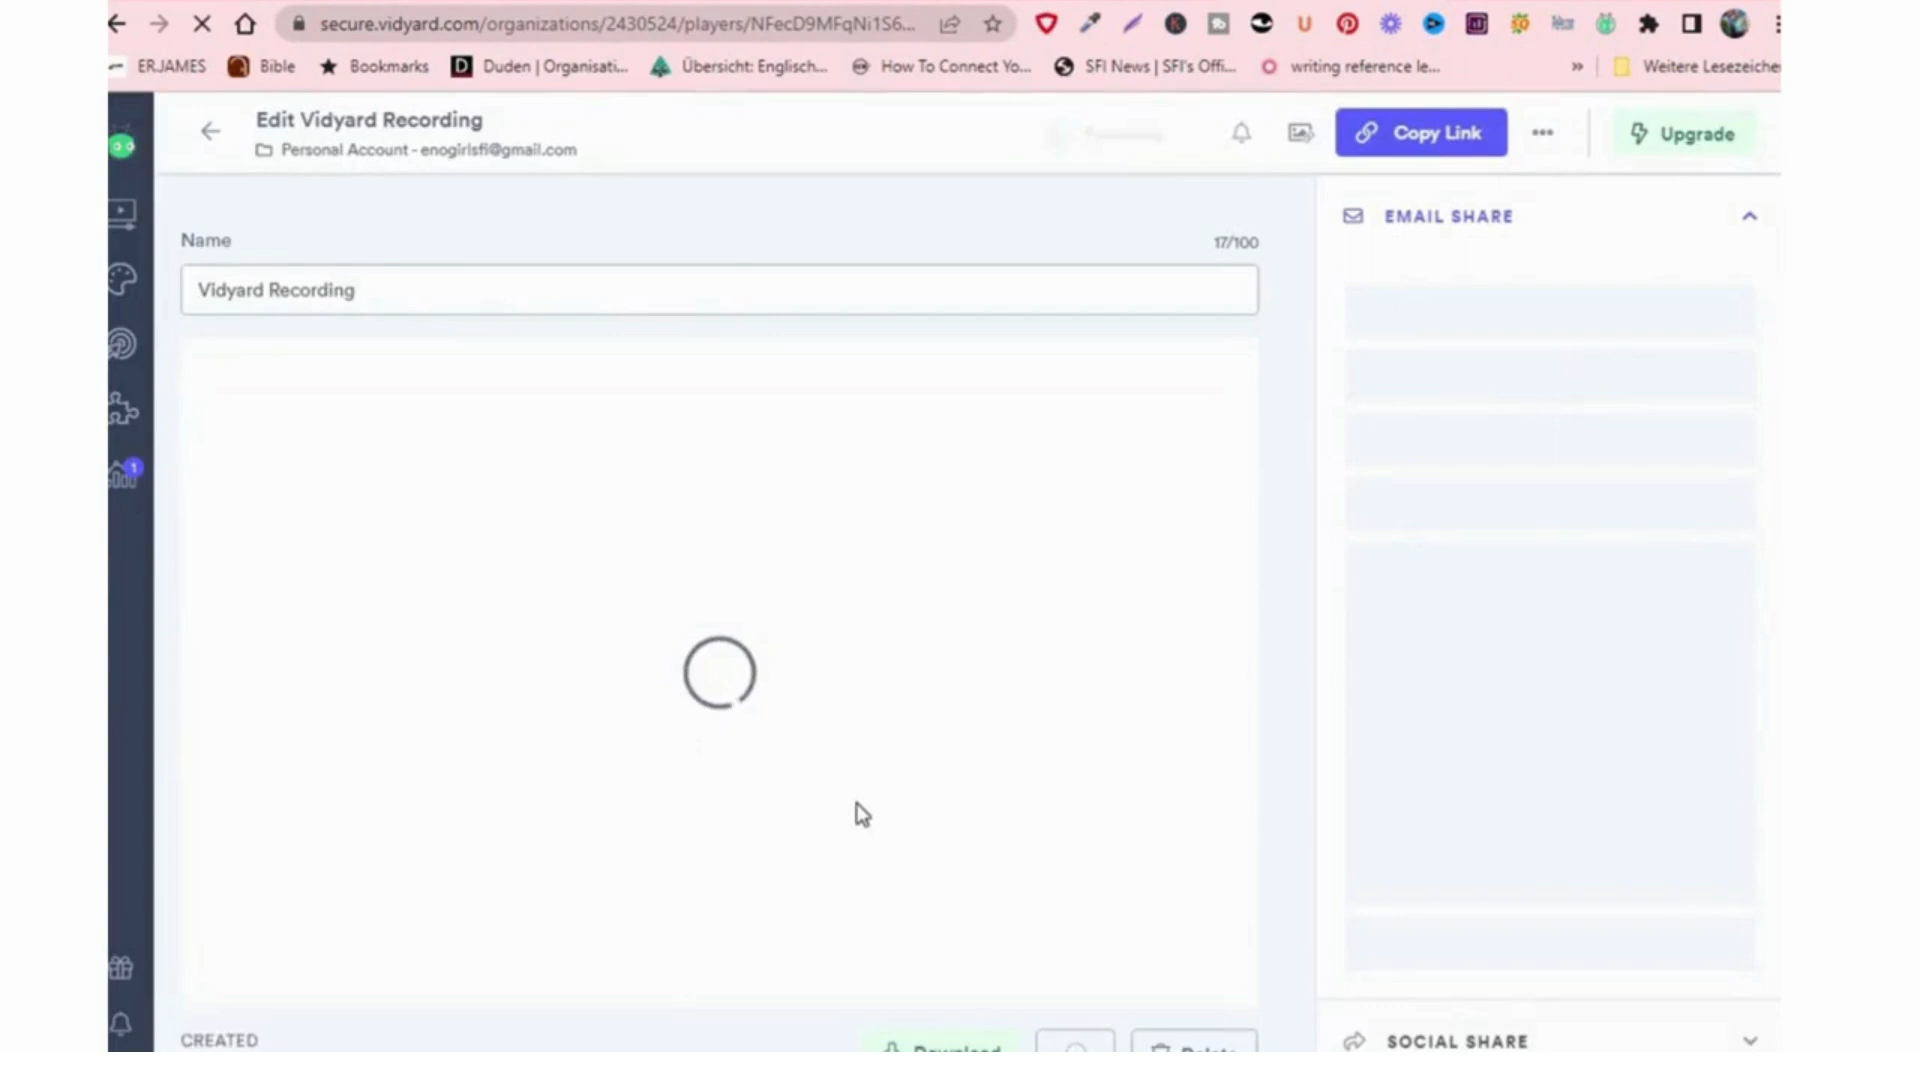 secure.vidyard.com/organizations/2430524/players/NFecD9MFqNi1S6...
ERJAMES Bible Bookmarks Duden | Organisati... Übersicht: Englisch... How To Connect Yo... SFI News | SFI's Offi... writing reference le... » Weitere Lesezeiche
Edit Vidyard Recording
Personal Account - enogirlsfi@gmail.com
Copy Link
Upgrade
EMAIL SHARE
Name
17/100
Vidyard Recording
1
CREATED
Download
Delete
SOCIAL SHARE